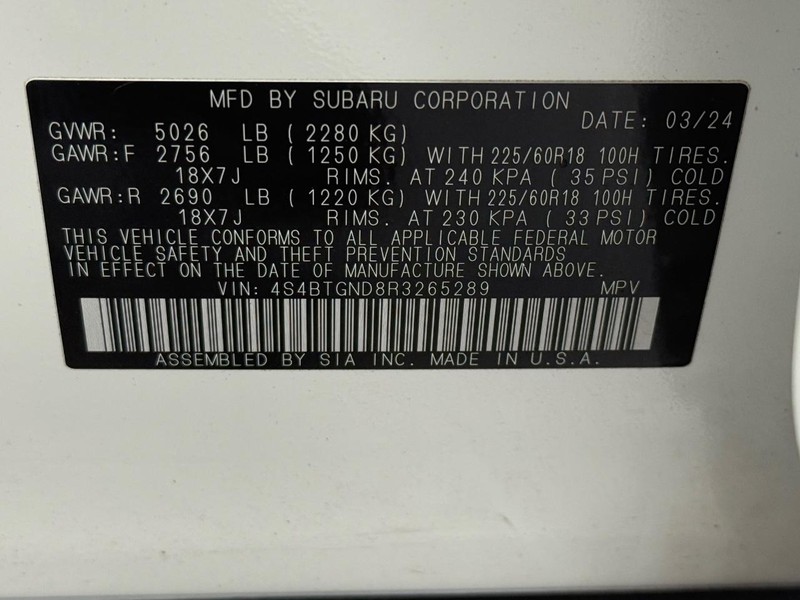 MFD BY SUBARU CORPORATION
DATE: 03/24
GVWR: 5026 LB ( 2280 KG)
GAWR:F 2756 LB ( 1250 KG) WITH 225/60R18 100H TIRES.
18X7J RIMS. AT 240 KPA ( 35 PSI) COLD
GAWR:R 2690 LB ( 1220 KG) WITH 225/60R18 100H TIRES.
18X7J RIMS. AT 230 KPA ( 33 PSI) COLD
THIS VEHICLE CONFORMS TO ALL APPLICABLE FEDERAL MOTOR
VEHICLE SAFETY AND THEFT PREVENTION STANDARDS
IN EFFECT ON THE DATE OF MANUFACTURE SHOWN ABOVE.
VIN: 4S4BTGND8R3265289 MPV
ASSEMBLED BY SIA INC. MADE IN U.S.A.